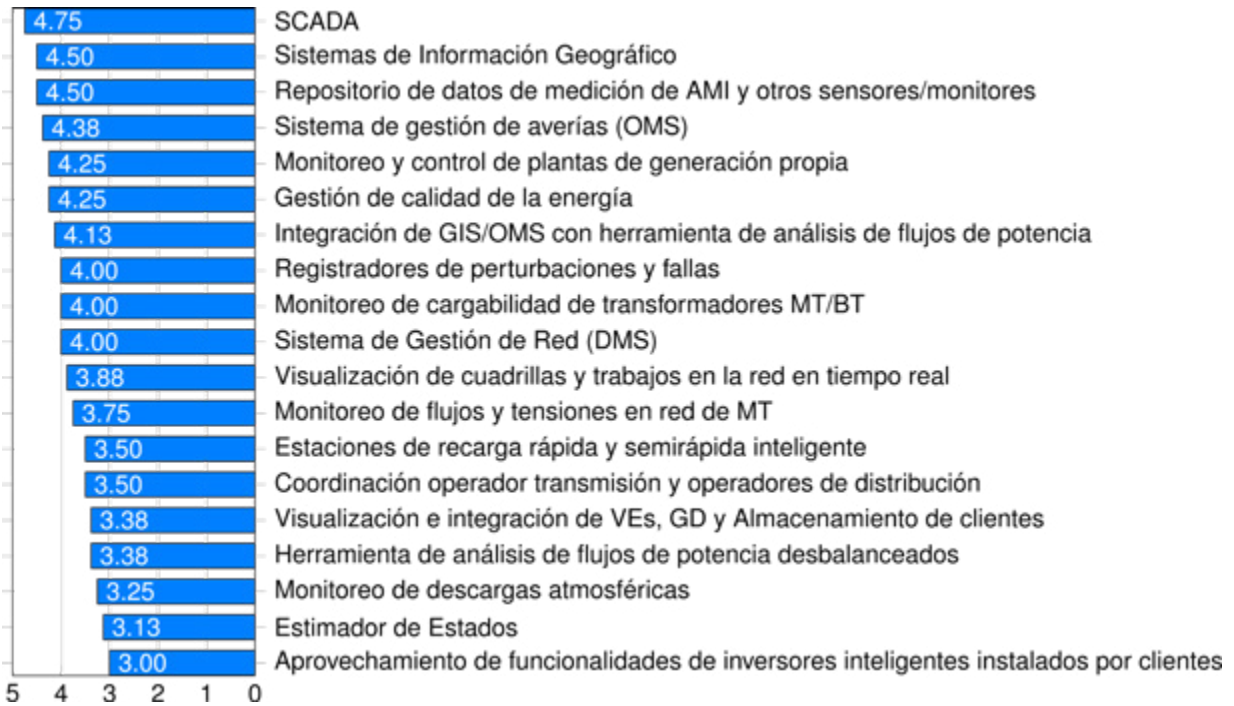 4.75 SCADA
4.50 Sistemas de Información Geográfico
4.50 Repositorio de datos de medición de AMI y otros sensores/monitores
4.38 Sistema de gestión de averías (OMS)
4.25 Monitoreo y control de plantas de generación propia
4.25 Gestión de calidad de la energía
4.13 Integración de GIS/OMS con herramienta de análisis de flujos de potencia
4.00 Registradores de perturbaciones y fallas
4.00 Monitoreo de cargabilidad de transformadores MT/BT
4.00 Sistema de Gestión de Red (DMS)
3.88 Visualización de cuadrillas y trabajos en la red en tiempo real
3.75 Monitoreo de flujos y tensiones en red de MT
3.50 Estaciones de recarga rápida y semirápida inteligente
3.50 Coordinación operador transmisión y operadores de distribución
3.38 Visualización e integración de VEs, GD y Almacenamiento de clientes
3.38 Herramienta de análisis de flujos de potencia desbalanceados
3.25 Monitoreo de descargas atmosféricas
3.13 Estimador de Estados
3.00 Aprovechamiento de funcionalidades de inversores inteligentes instalados por clientes
5 4 3 2 1 0